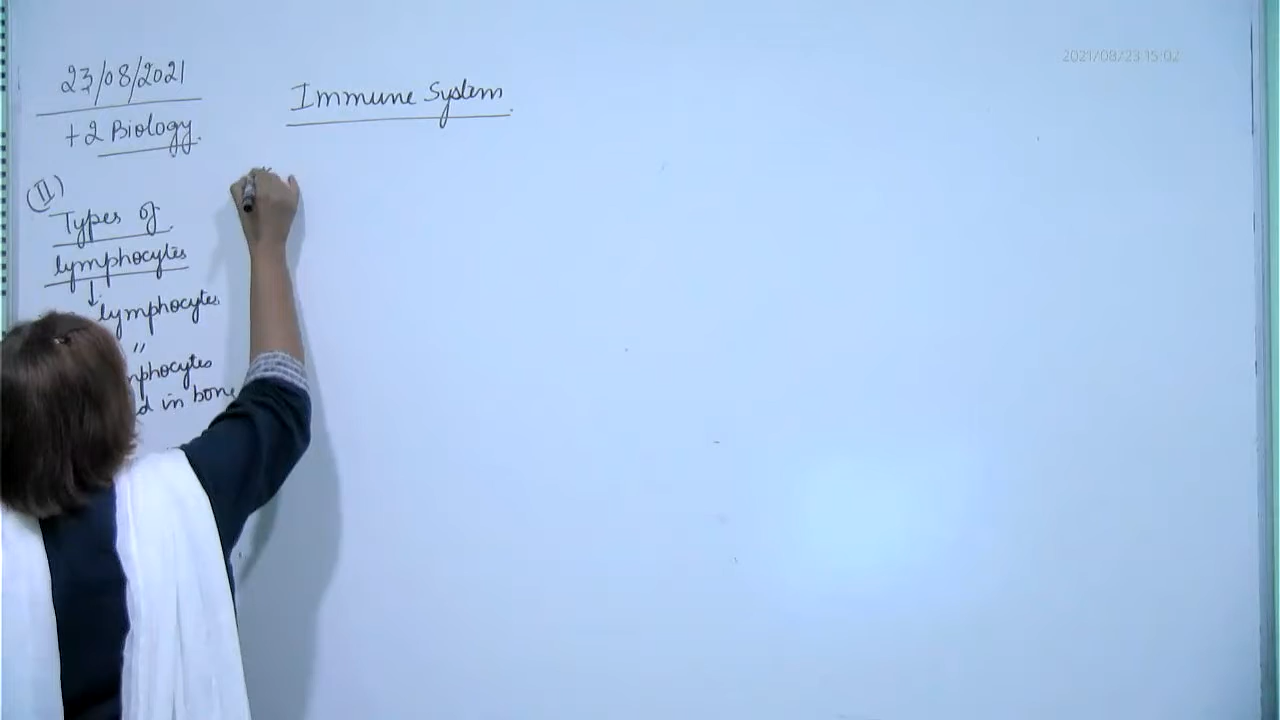 23/08/2021
+2 Biology.
Immune System.
2021/08/23 15:02
(II)
Types of
lymphocytes
↓
lymphocytes
"
in bone